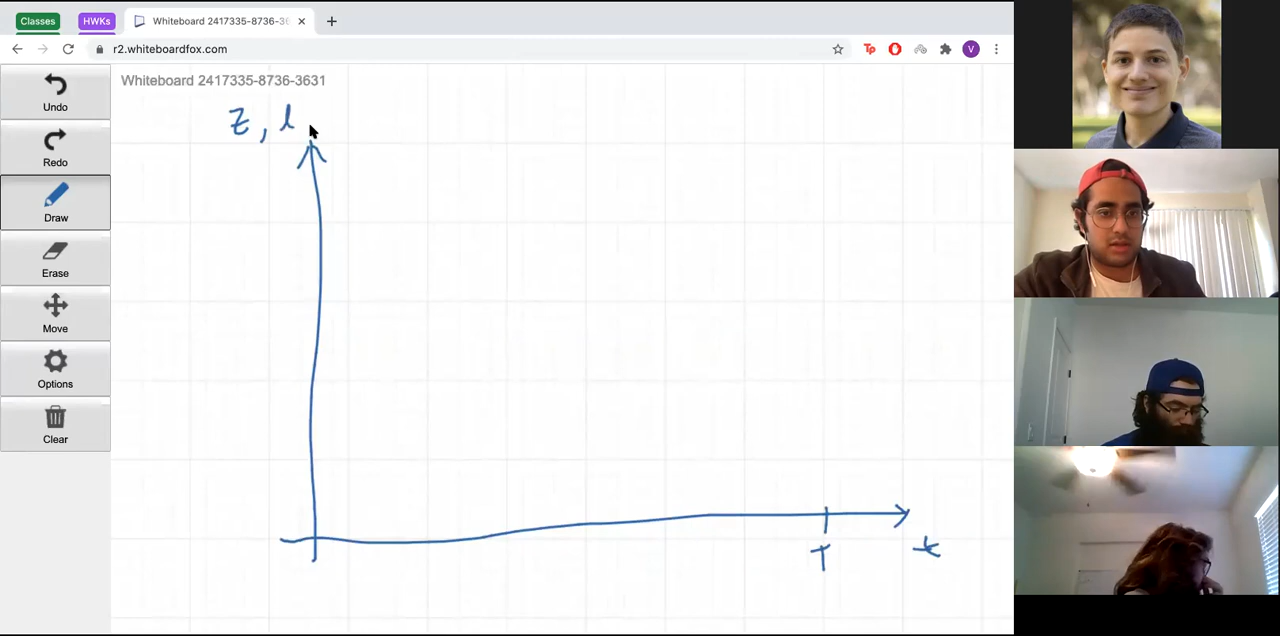 Classes
HWKs
Whiteboard 2417335-8736-36
r2.whiteboardfox.com
Tp
V
Undo
Redo
Draw
Erase
Move
Options
Clear
Whiteboard 2417335-8736-3631
z, l
T
t